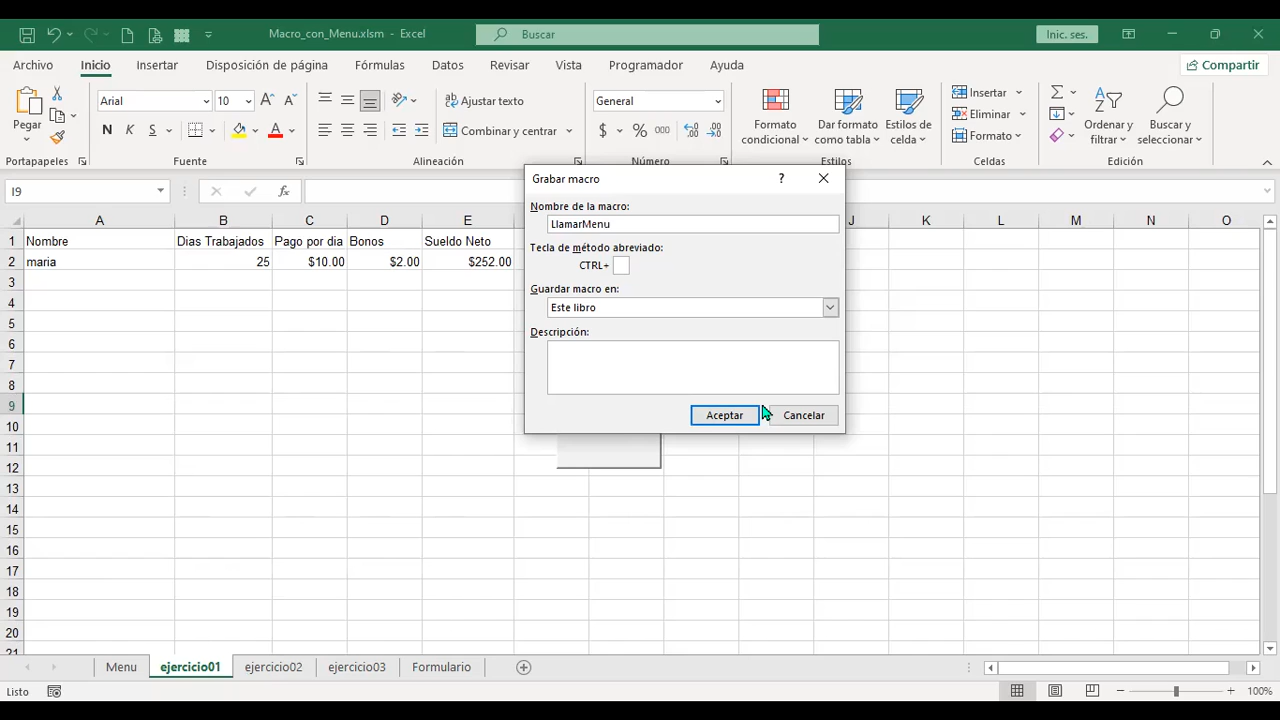 Macro_con_Menu.xlsm - Excel
Buscar
Inic. ses.
Archivo Inicio Insertar Disposición de página Fórmulas Datos Revisar Vista Programador Ayuda Compartir
Pegar
Portapapeles
Arial 10
N K S
Fuente
Ajustar texto
Combinar y centrar
Alineación
General
$ % 000
Número
Formato condicional
Dar formato como tabla
Estilos de celda
Estilos
Insertar
Eliminar
Formato
Celdas
Ordenar y filtrar
Buscar y seleccionar
Edición
I9
fx
A B C D E J K L M N O
1 Nombre Dias Trabajados Pago por dia Bonos Sueldo Neto
2 maria 25 $10.00 $2.00 $252.00
3
4
5
6
7
8
9
10
11
12
13
14
15
16
17
18
19
20
21
Grabar macro ?
Nombre de la macro:
LlamarMenu
Tecla de método abreviado:
CTRL+
Guardar macro en:
Este libro
Descripción:
Aceptar Cancelar
Menu ejercicio01 ejercicio02 ejercicio03 Formulario
Listo
100%